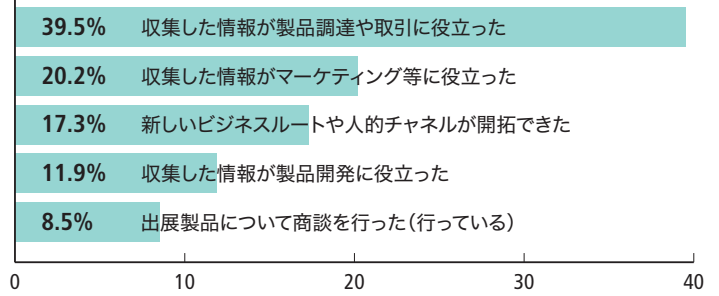 39.5% 収集した情報が製品調達や取引に役立った
20.2% 収集した情報がマーケティング等に役立った
17.3% 新しいビジネスルートや人的チャネルが開拓できた
11.9% 収集した情報が製品開発に役立った
8.5% 出展製品について商談を行った（行っている）
0 10 20 30 40